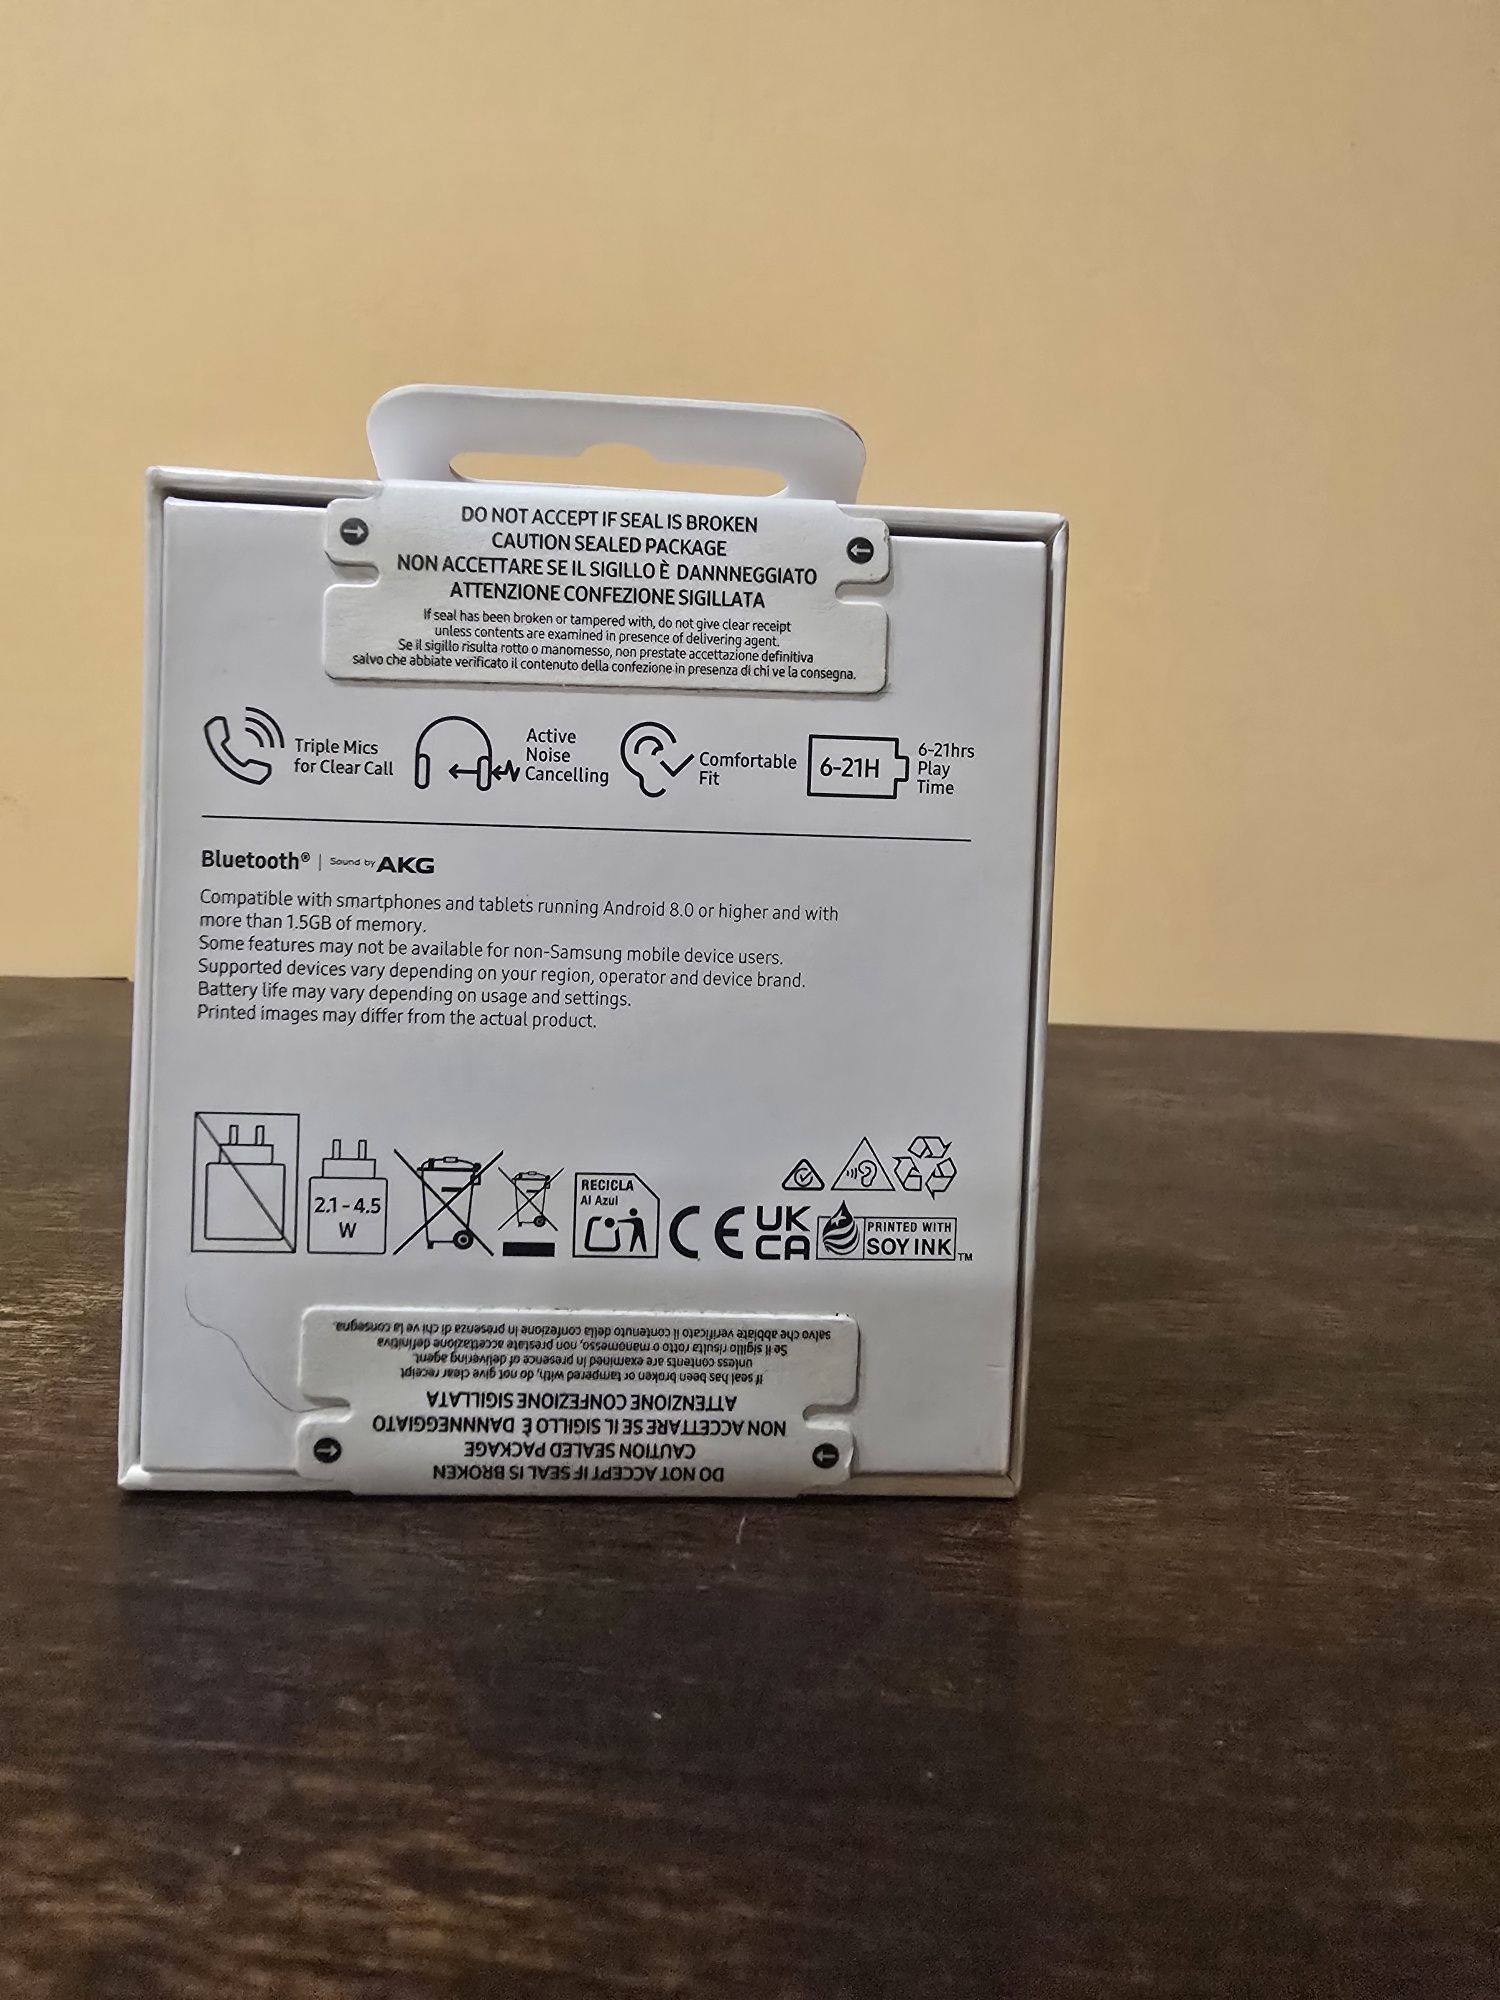 DO NOT ACCEPT IF SEAL IS BROKEN
CAUTION SEALED PACKAGE
NON ACCETTARE SE IL SIGILLO È DANNNEGGIATO
ATTENZIONE CONFEZIONE SIGILLATA
If seal has been broken or tampered with, do not give clear receipt
unless contents are examined in presence of delivering agent.
Se il sigillo risulta rotto o manomesso, non prestate accettazione definitiva
salvo che abbiate verificato il contenuto della confezione in presenza di chi ve la consegna.
Triple Mics
for Clear Call
Active
Noise
Cancelling
Comfortable
Fit
6-21H
6-21hrs
Play
Time
Bluetooth® | Sound by AKG
Compatible with smartphones and tablets running Android 8.0 or higher and with
more than 1.5GB of memory.
Some features may not be available for non-Samsung mobile device users.
Supported devices vary depending on your region, operator and device brand.
Battery life may vary depending on usage and settings.
Printed images may differ from the actual product.
2.1 - 4.5
W
RECICLA
Al Azul
CE
UK
CA
PRINTED WITH
SOY INK™
DO NOT ACCEPT IF SEAL IS BROKEN
CAUTION SEALED PACKAGE
NON ACCETTARE SE IL SIGILLO È DANNNEGGIATO
ATTENZIONE CONFEZIONE SIGILLATA
If seal has been broken or tampered with, do not give clear receipt
unless contents are examined in presence of delivering agent.
Se il sigillo risulta rotto o manomesso, non prestate accettazione definitiva
salvo che abbiate verificato il contenuto della confezione in presenza di chi ve la consegna.